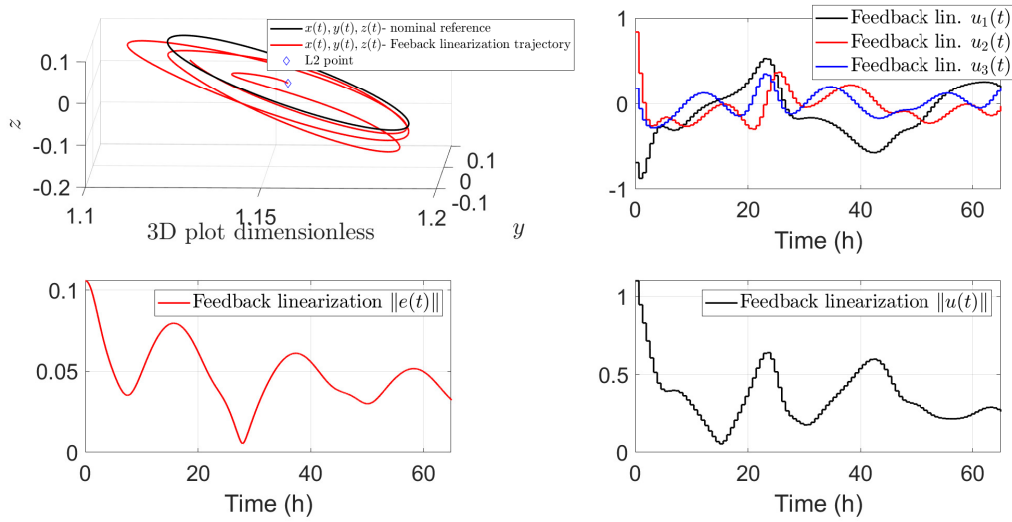 x(t), y(t), z(t)- nominal reference
x(t), y(t), z(t)- Feeback linearization trajectory
L2 point
0.2
0.1
0
-0.1
-0.2
z
1.1
1.15
1.2
0.1
0
-0.1
y
3D plot dimensionless
Feedback lin. u₁(t)
Feedback lin. u₂(t)
Feedback lin. u₃(t)
1
0
-1
0
20
40
60
Time (h)
Feedback linearization ‖e(t)‖
0.1
0.05
0
0
20
40
60
Time (h)
Feedback linearization ‖u(t)‖
1
0.5
0
0
20
40
60
Time (h)